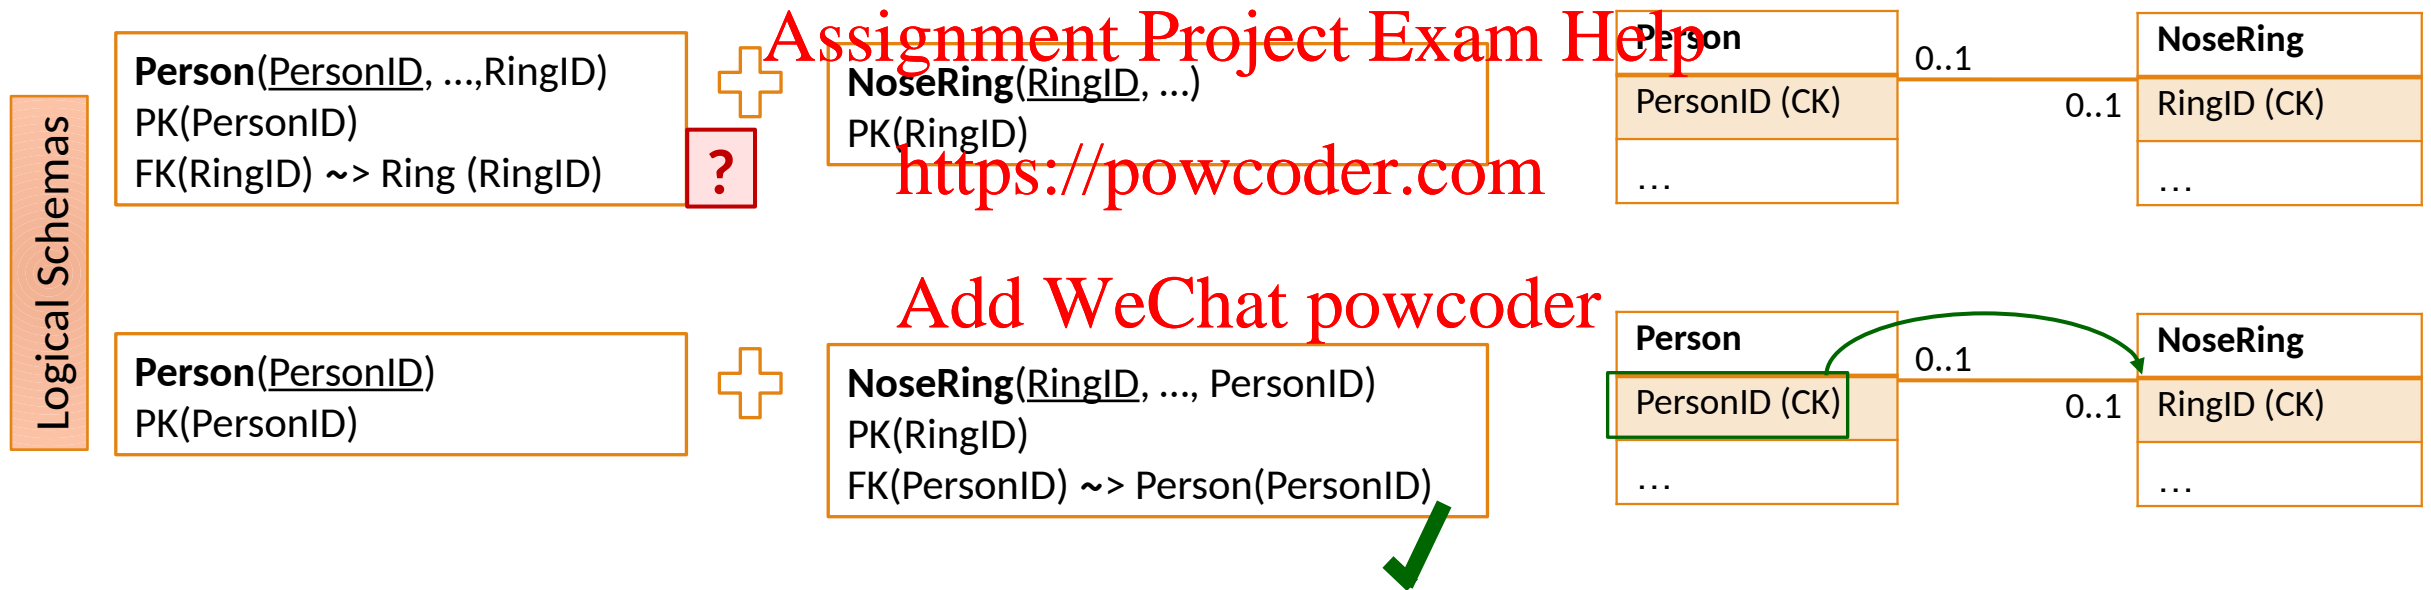 Assignment Project Exam Help
Logical Schemas
Person(PersonID, ...,RingID)
PK(PersonID)
FK(RingID) ~> Ring (RingID)
?
NoseRing(RingID, ...)
PK(RingID)
https://powcoder.com
Person
PersonID (CK)
...
0..1
0..1
NoseRing
RingID (CK)
...
Add WeChat powcoder
Person(PersonID)
PK(PersonID)
NoseRing(RingID, ..., PersonID)
PK(RingID)
FK(PersonID) ~> Person(PersonID)
Person
PersonID (CK)
...
0..1
0..1
NoseRing
RingID (CK)
...